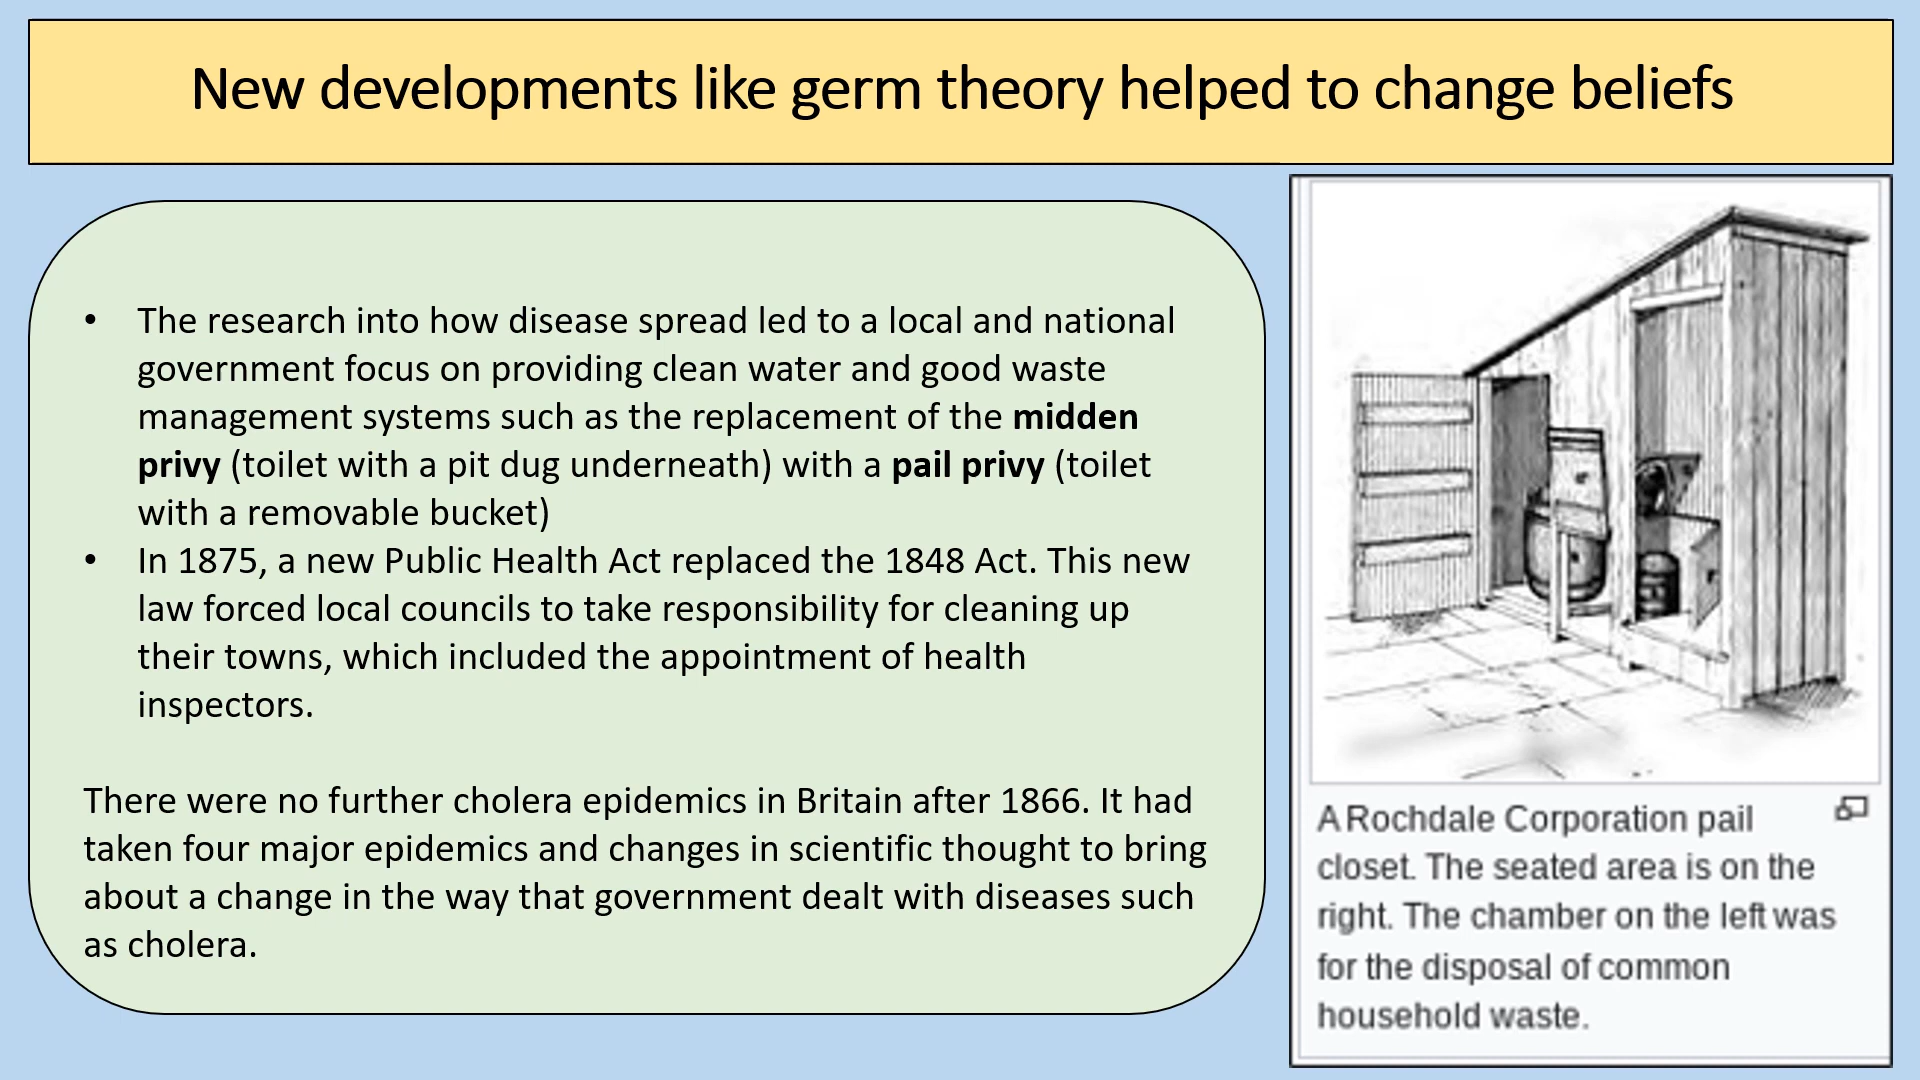 New developments like germ theory helped to change beliefs
• The research into how disease spread led to a local and national
government focus on providing clean water and good waste
management systems such as the replacement of the midden
privy (toilet with a pit dug underneath) with a pail privy (toilet
with a removable bucket)
• In 1875, a new Public Health Act replaced the 1848 Act. This new
law forced local councils to take responsibility for cleaning up
their towns, which included the appointment of health
inspectors.
There were no further cholera epidemics in Britain after 1866. It had
taken four major epidemics and changes in scientific thought to bring
about a change in the way that government dealt with diseases such
as cholera.
A Rochdale Corporation pail
closet. The seated area is on the
right. The chamber on the left was
for the disposal of common
household waste.